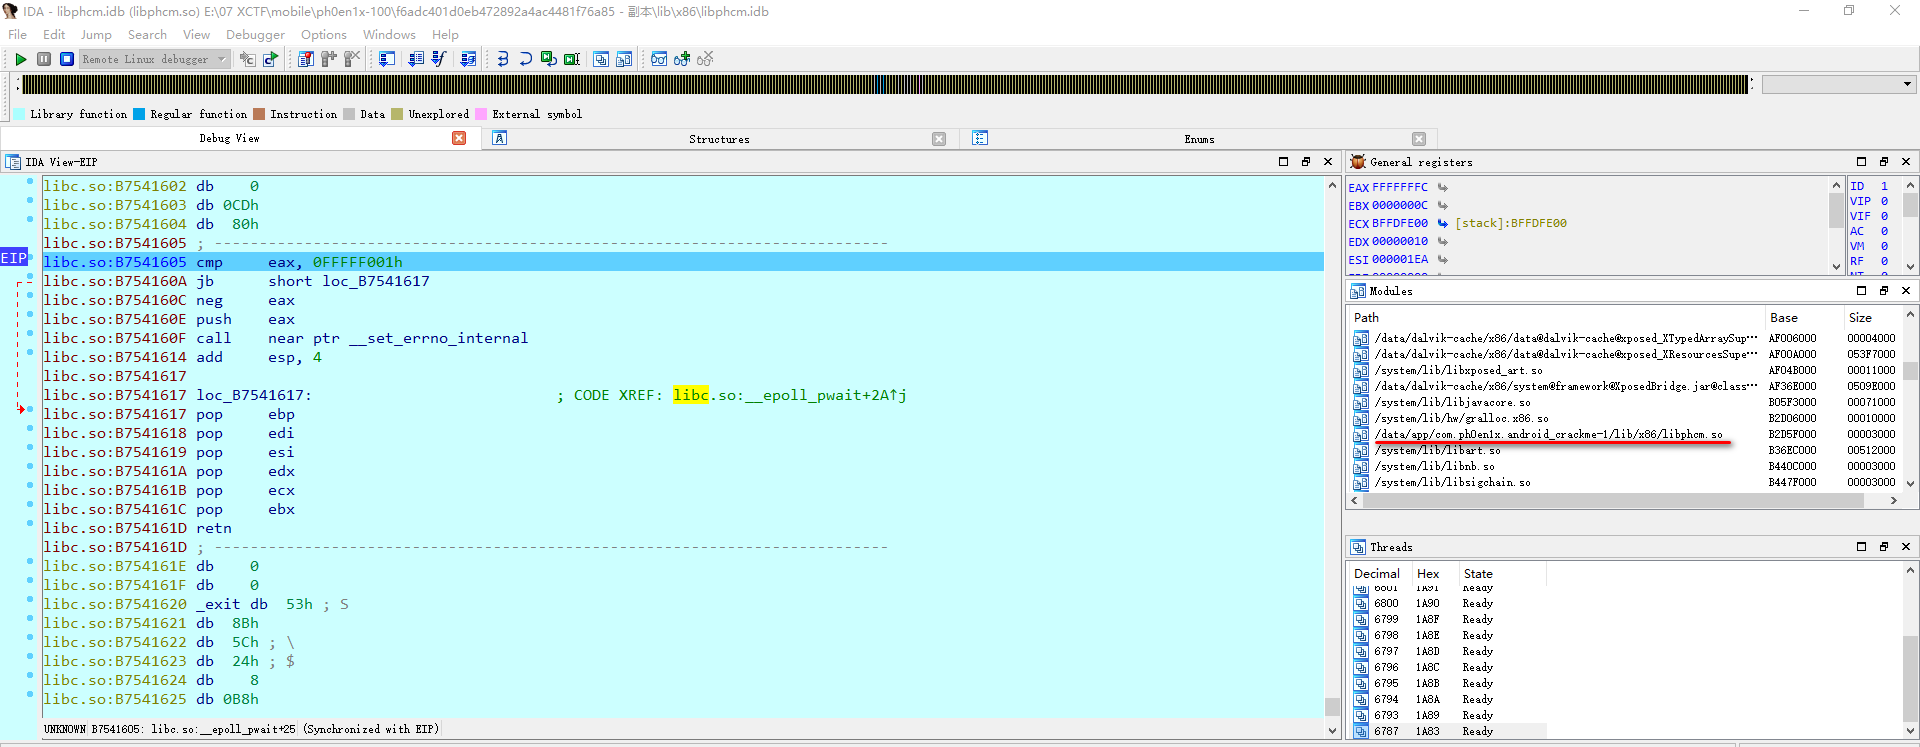 IDA - libphcm.idb (libphcm.so) E:\07 XCTF\mobile\ph0en1x-100\f6adc401d0eb472892a4ac4481f76a85 - 副本\lib\x86\libphcm.idb
File Edit Jump Search View Debugger Options Windows Help
Remote Linux debugger
Library function Regular function Instruction Data Unexplored External symbol
Debug View Structures Enums
IDA View-EIP
libc.so:B7541602 db 0
libc.so:B7541603 db 0CDh
libc.so:B7541604 db 80h
libc.so:B7541605 ; ---------------------------------------------------------------------------
EIP libc.so:B7541605 cmp eax, 0FFFFF001h
libc.so:B754160A jb short loc_B7541617
libc.so:B754160C neg eax
libc.so:B754160E push eax
libc.so:B754160F call near ptr __set_errno_internal
libc.so:B7541614 add esp, 4
libc.so:B7541617
libc.so:B7541617 loc_B7541617: ; CODE XREF: libc.so:__epoll_pwait+2A↑j
libc.so:B7541617 pop ebp
libc.so:B7541618 pop edi
libc.so:B7541619 pop esi
libc.so:B754161A pop edx
libc.so:B754161B pop ecx
libc.so:B754161C pop ebx
libc.so:B754161D retn
libc.so:B754161D ; ---------------------------------------------------------------------------
libc.so:B754161E db 0
libc.so:B754161F db 0
libc.so:B7541620 _exit db 53h ; S
libc.so:B7541621 db 8Bh
libc.so:B7541622 db 5Ch ; \
libc.so:B7541623 db 24h ; $
libc.so:B7541624 db 8
libc.so:B7541625 db 0B8h
UNKNOWN B7541605: libc.so:__epoll_pwait+25 (Synchronized with EIP)
General registers
EAX FFFFFFFC
EBX 0000000C
ECX BFFDFE00 [stack]:BFFDFE00
EDX 00000010
ESI 000001EA
ID 1
VIP 0
VIF 0
AC 0
VM 0
RF 0
Modules
Path Base Size
/data/dalvik-cache/x86/data@dalvik-cache@xposed_XTypedArraySup··· AF006000 00004000
/data/dalvik-cache/x86/data@dalvik-cache@xposed_XResourcesSupe··· AF00A000 053F7000
/system/lib/libxposed_art.so AF04B000 00011000
/data/dalvik-cache/x86/system@framework@XposedBridge.jar@class··· AF36E000 0509E000
/system/lib/libjavacore.so B05F3000 00071000
/system/lib/hw/gralloc.x86.so B2D06000 00010000
/data/app/com.ph0en1x.android_crackme-1/lib/x86/libphcm.so B2D5F000 00003000
/system/lib/libart.so B36EC000 00512000
/system/lib/libnb.so B440C000 00003000
/system/lib/libsigchain.so B447F000 00003000
Threads
Decimal Hex State
6801 1A91 Ready
6800 1A90 Ready
6799 1A8F Ready
6798 1A8E Ready
6797 1A8D Ready
6796 1A8C Ready
6795 1A8B Ready
6794 1A8A Ready
6793 1A89 Ready
6787 1A83 Ready